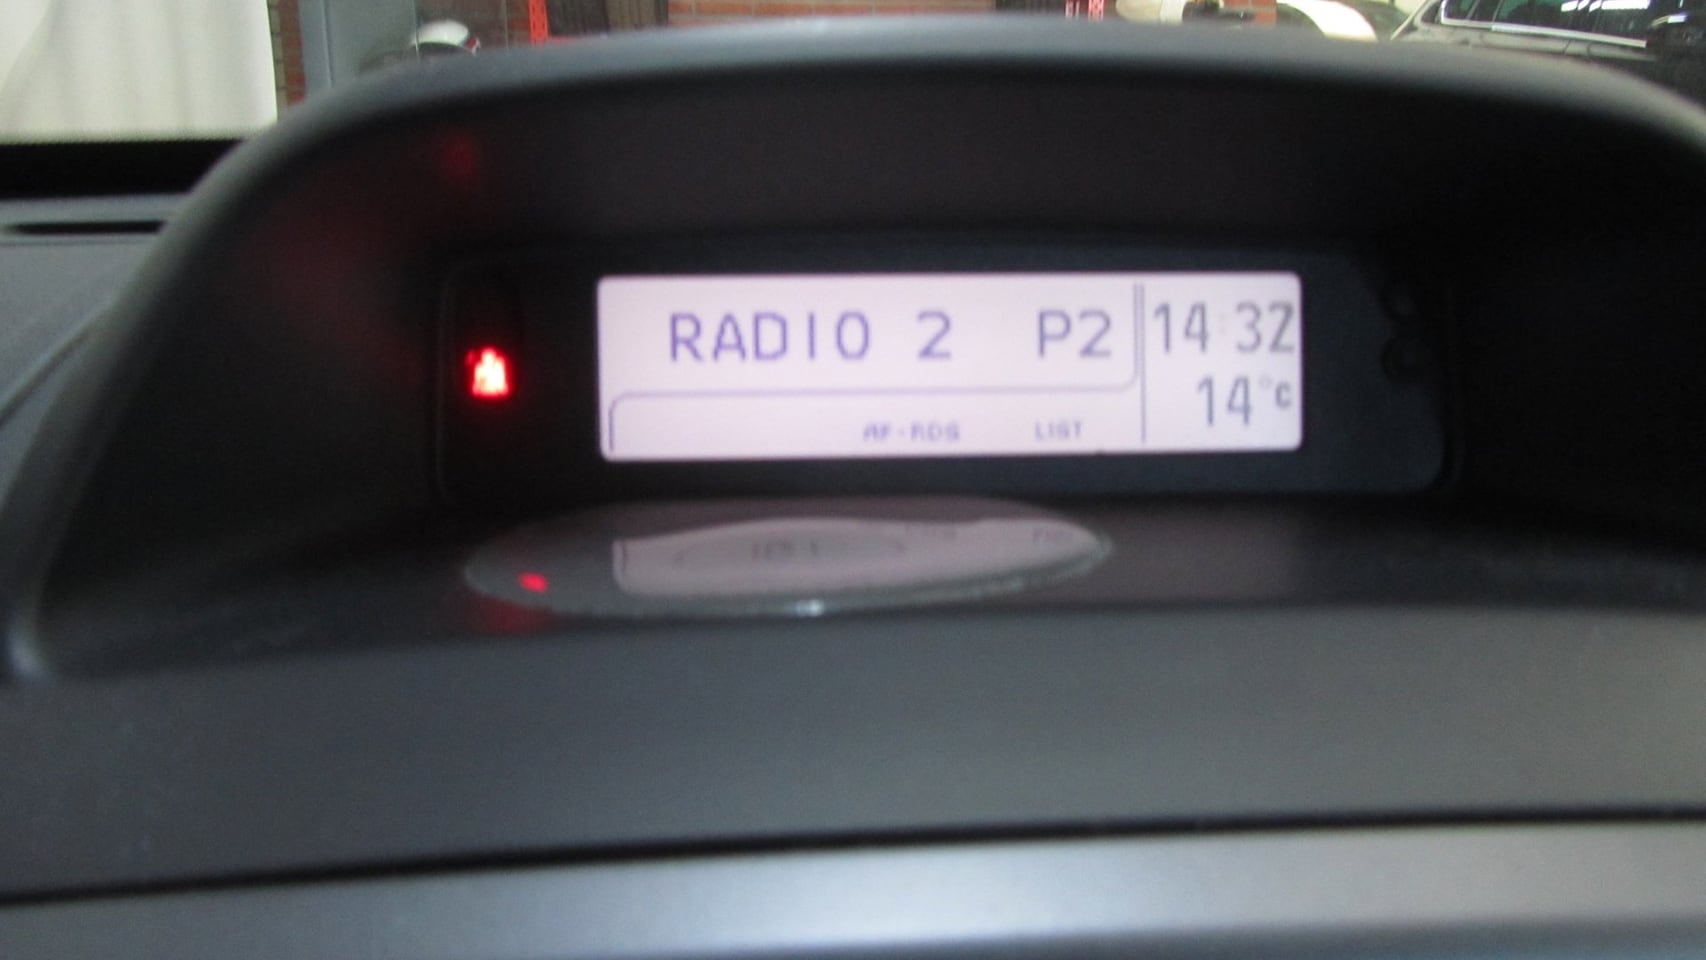 RADIO 2 P2
14:32
14°C
AF-RDS LIST